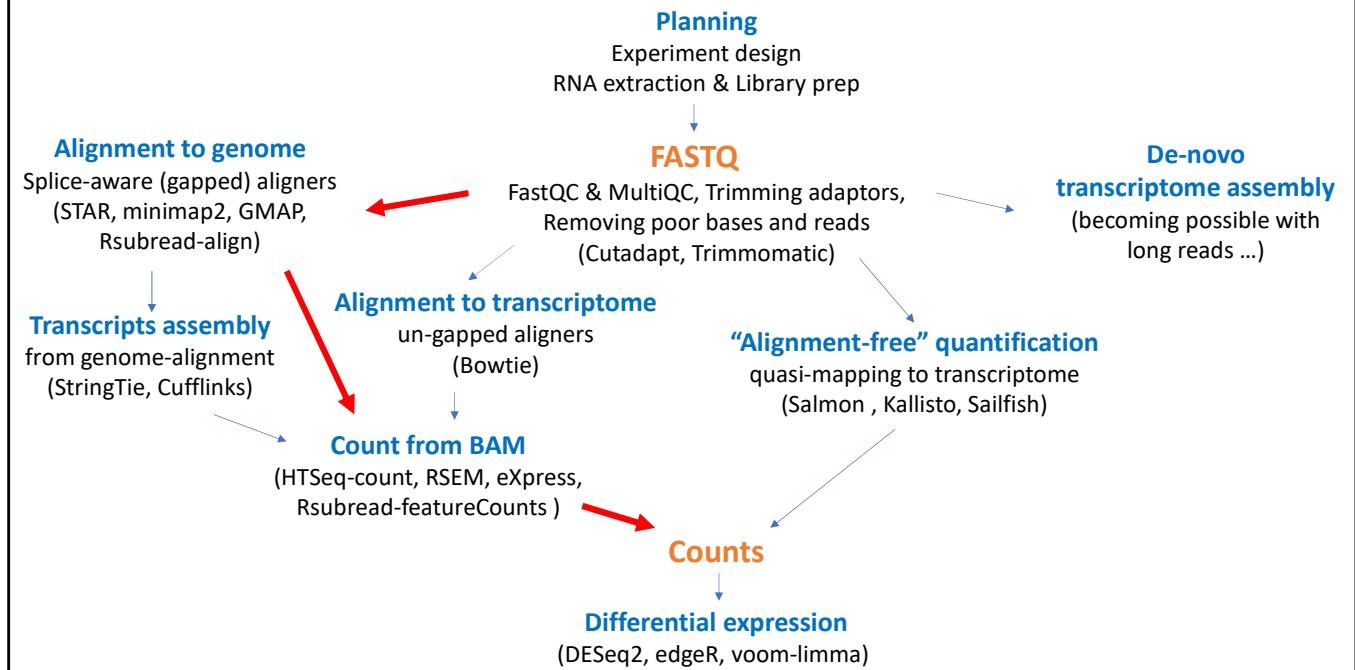 Planning
Experiment design
RNA extraction & Library prep
FASTQ
FastQC & MultiQC, Trimming adaptors,
Removing poor bases and reads
(Cutadapt, Trimmomatic)
Alignment to genome
Splice-aware (gapped) aligners
(STAR, minimap2, GMAP,
Rsubread-align)
De-novo
transcriptome assembly
(becoming possible with
long reads ...)
Transcripts assembly
from genome-alignment
(StringTie, Cufflinks)
Alignment to transcriptome
un-gapped aligners
(Bowtie)
“Alignment-free” quantification
quasi-mapping to transcriptome
(Salmon , Kallisto, Sailfish)
Count from BAM
(HTSeq-count, RSEM, eXpress,
Rsubread-featureCounts )
Counts
Differential expression
(DESeq2, edgeR, voom-limma)